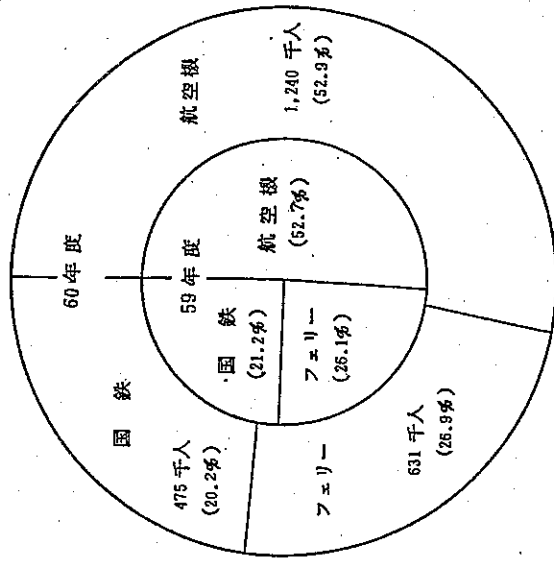 60年度
航空機
1,240 千人
(52.9%)
フェリー
631 千人
(26.9%)
国鉄
475 千人
(20.2%)
59年度
航空機
(52.7%)
フェリー
(26.1%)
国鉄
(21.2%)